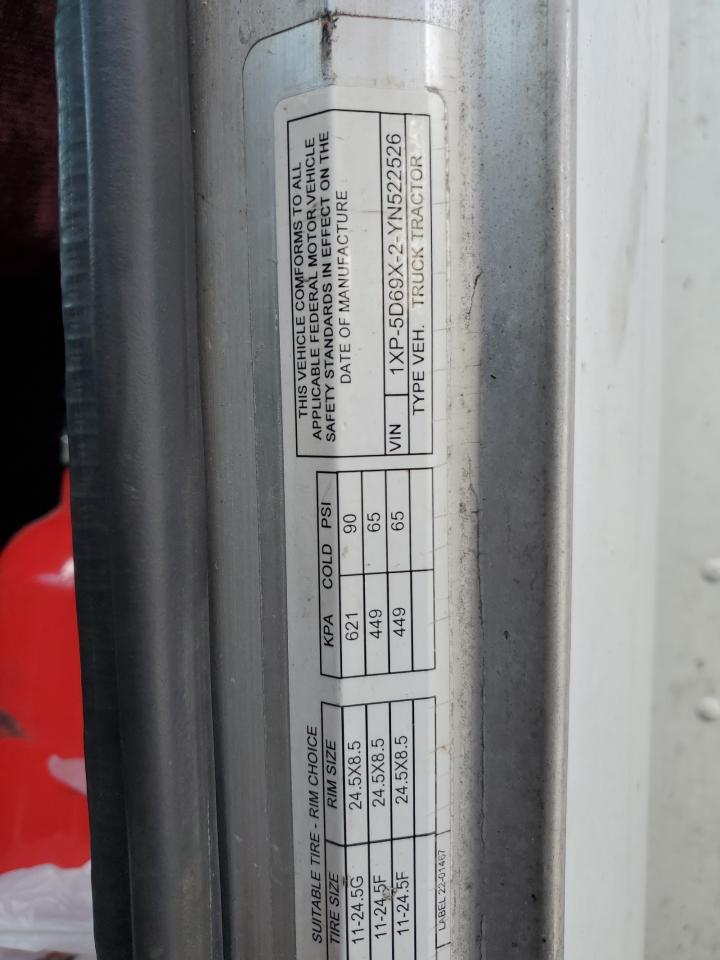 SUITABLE TIRE - RIM CHOICE
TIRE SIZE RIM SIZE
11-24.5G 24.5X8.5
11-24.5F 24.5X8.5
11-24.5F 24.5X8.5
LABEL 22-01467
KPA COLD PSI
621 90
449 65
449 65
THIS VEHICLE COMFORMS TO ALL
APPLICABLE FEDERAL MOTOR VEHICLE
SAFETY STANDARDS IN EFFECT ON THE
DATE OF MANUFACTURE
VIN 1XP-5D69X-2-YN522526
TYPE VEH. TRUCK TRACTOR